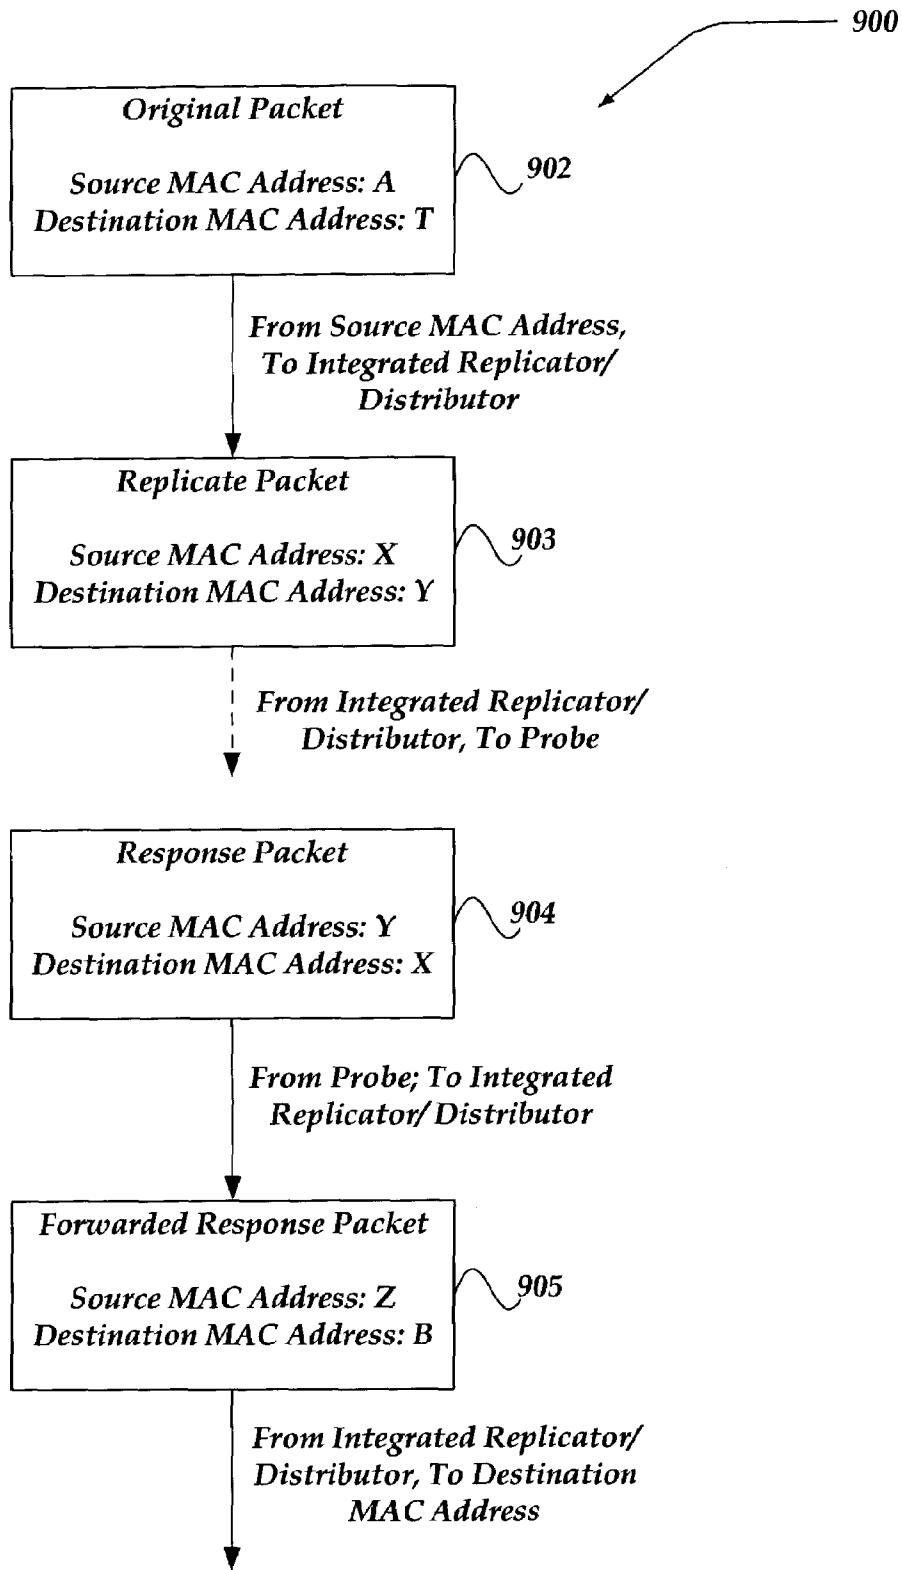 900
Original Packet
Source MAC Address: A
Destination MAC Address: T
902
From Source MAC Address,
To Integrated Replicator/
Distributor
Replicate Packet
Source MAC Address: X
Destination MAC Address: Y
903
From Integrated Replicator/
Distributor, To Probe
Response Packet
Source MAC Address: Y
Destination MAC Address: X
904
From Probe; To Integrated
Replicator/ Distributor
Forwarded Response Packet
Source MAC Address: Z
Destination MAC Address: B
905
From Integrated Replicator/
Distributor, To Destination
MAC Address